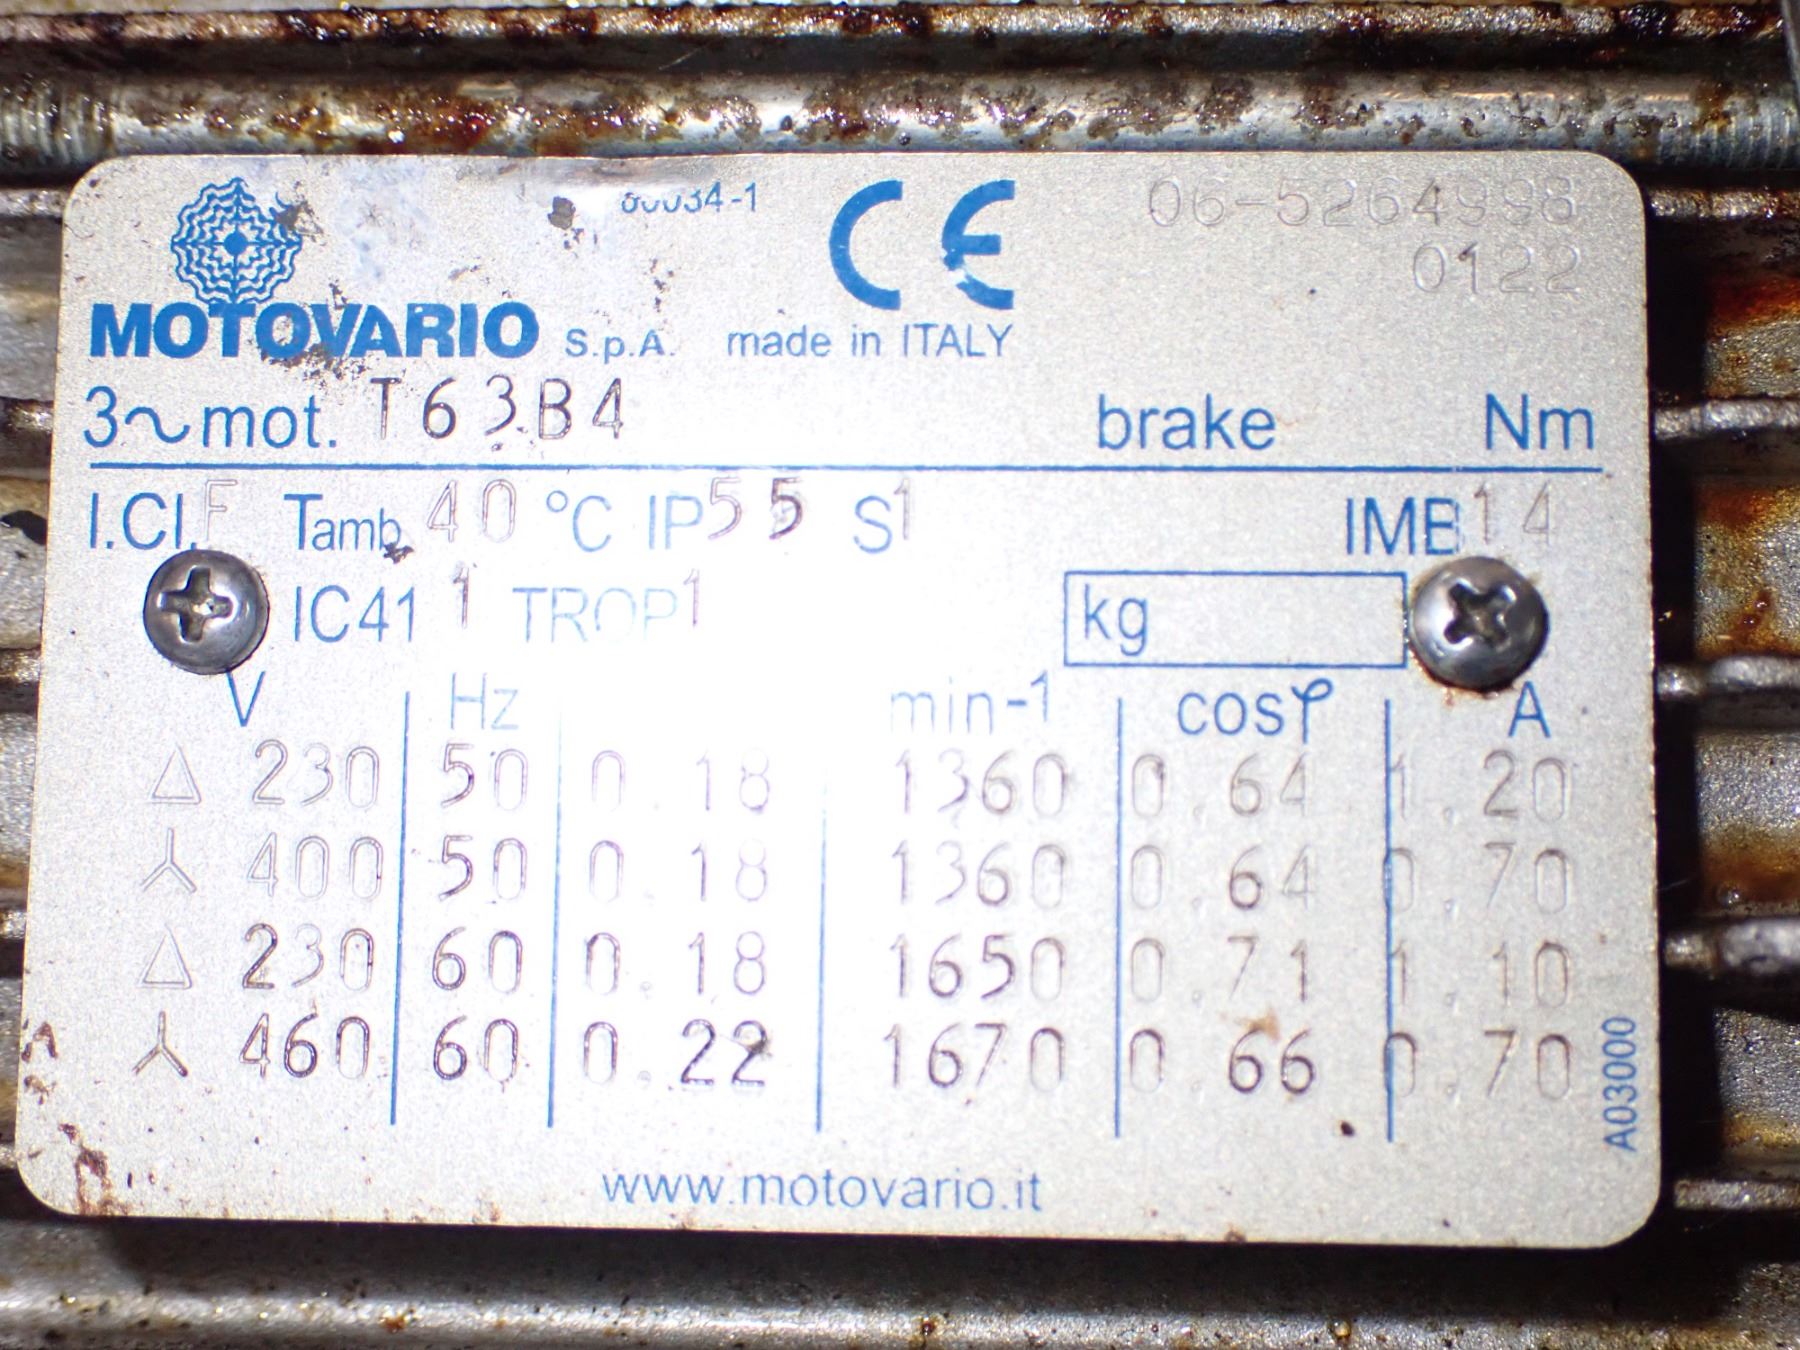 60034-1
06-5264998
0122
MOTOVARIO S.p.A. made in ITALY
3~mot. T63B4 brake Nm
I.Cl. F Tamb. 40 °C IP55 S1 IMB14
IC41 1 TROP1 kg
V Hz min-1 cosφ A
△ 230 50 0.18 1360 0.64 1.20
⅄ 400 50 0.18 1360 0.64 0.70
△ 230 60 0.18 1650 0.71 1.10
⅄ 460 60 0.22 1670 0.66 0.70
A03000
www.motovario.it